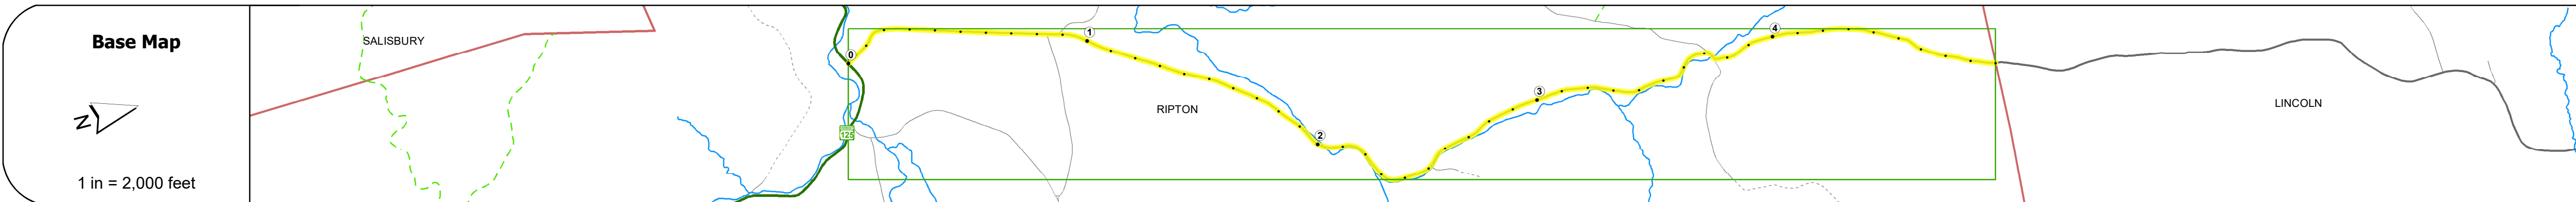 Base Map
N
1 in = 2,000 feet
SALISBURY
0
125
1
RIPTON
2
3
4
LINCOLN